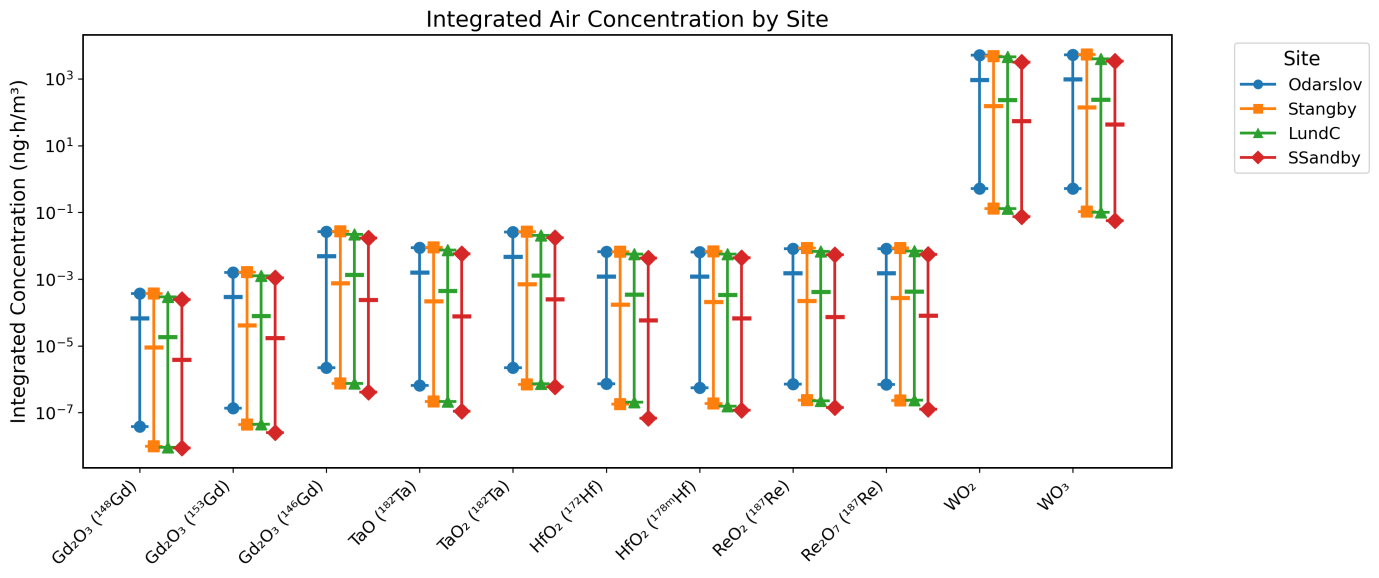 Integrated Air Concentration by Site
Integrated Concentration (ng·h/m³)
10³
10¹
10⁻¹
10⁻³
10⁻⁵
10⁻⁷
Gd₂O₃ (¹⁴⁸Gd)
Gd₂O₃ (¹⁵³Gd)
Gd₂O₃ (¹⁴⁶Gd)
TaO (¹⁸²Ta)
TaO₂ (¹⁸²Ta)
HfO₂ (¹⁷²Hf)
HfO₂ (¹⁷⁸ᵐHf)
ReO₂ (¹⁸⁷Re)
Re₂O₇ (¹⁸⁷Re)
WO₂
WO₃
Site
Odarslov
Stangby
LundC
SSandby